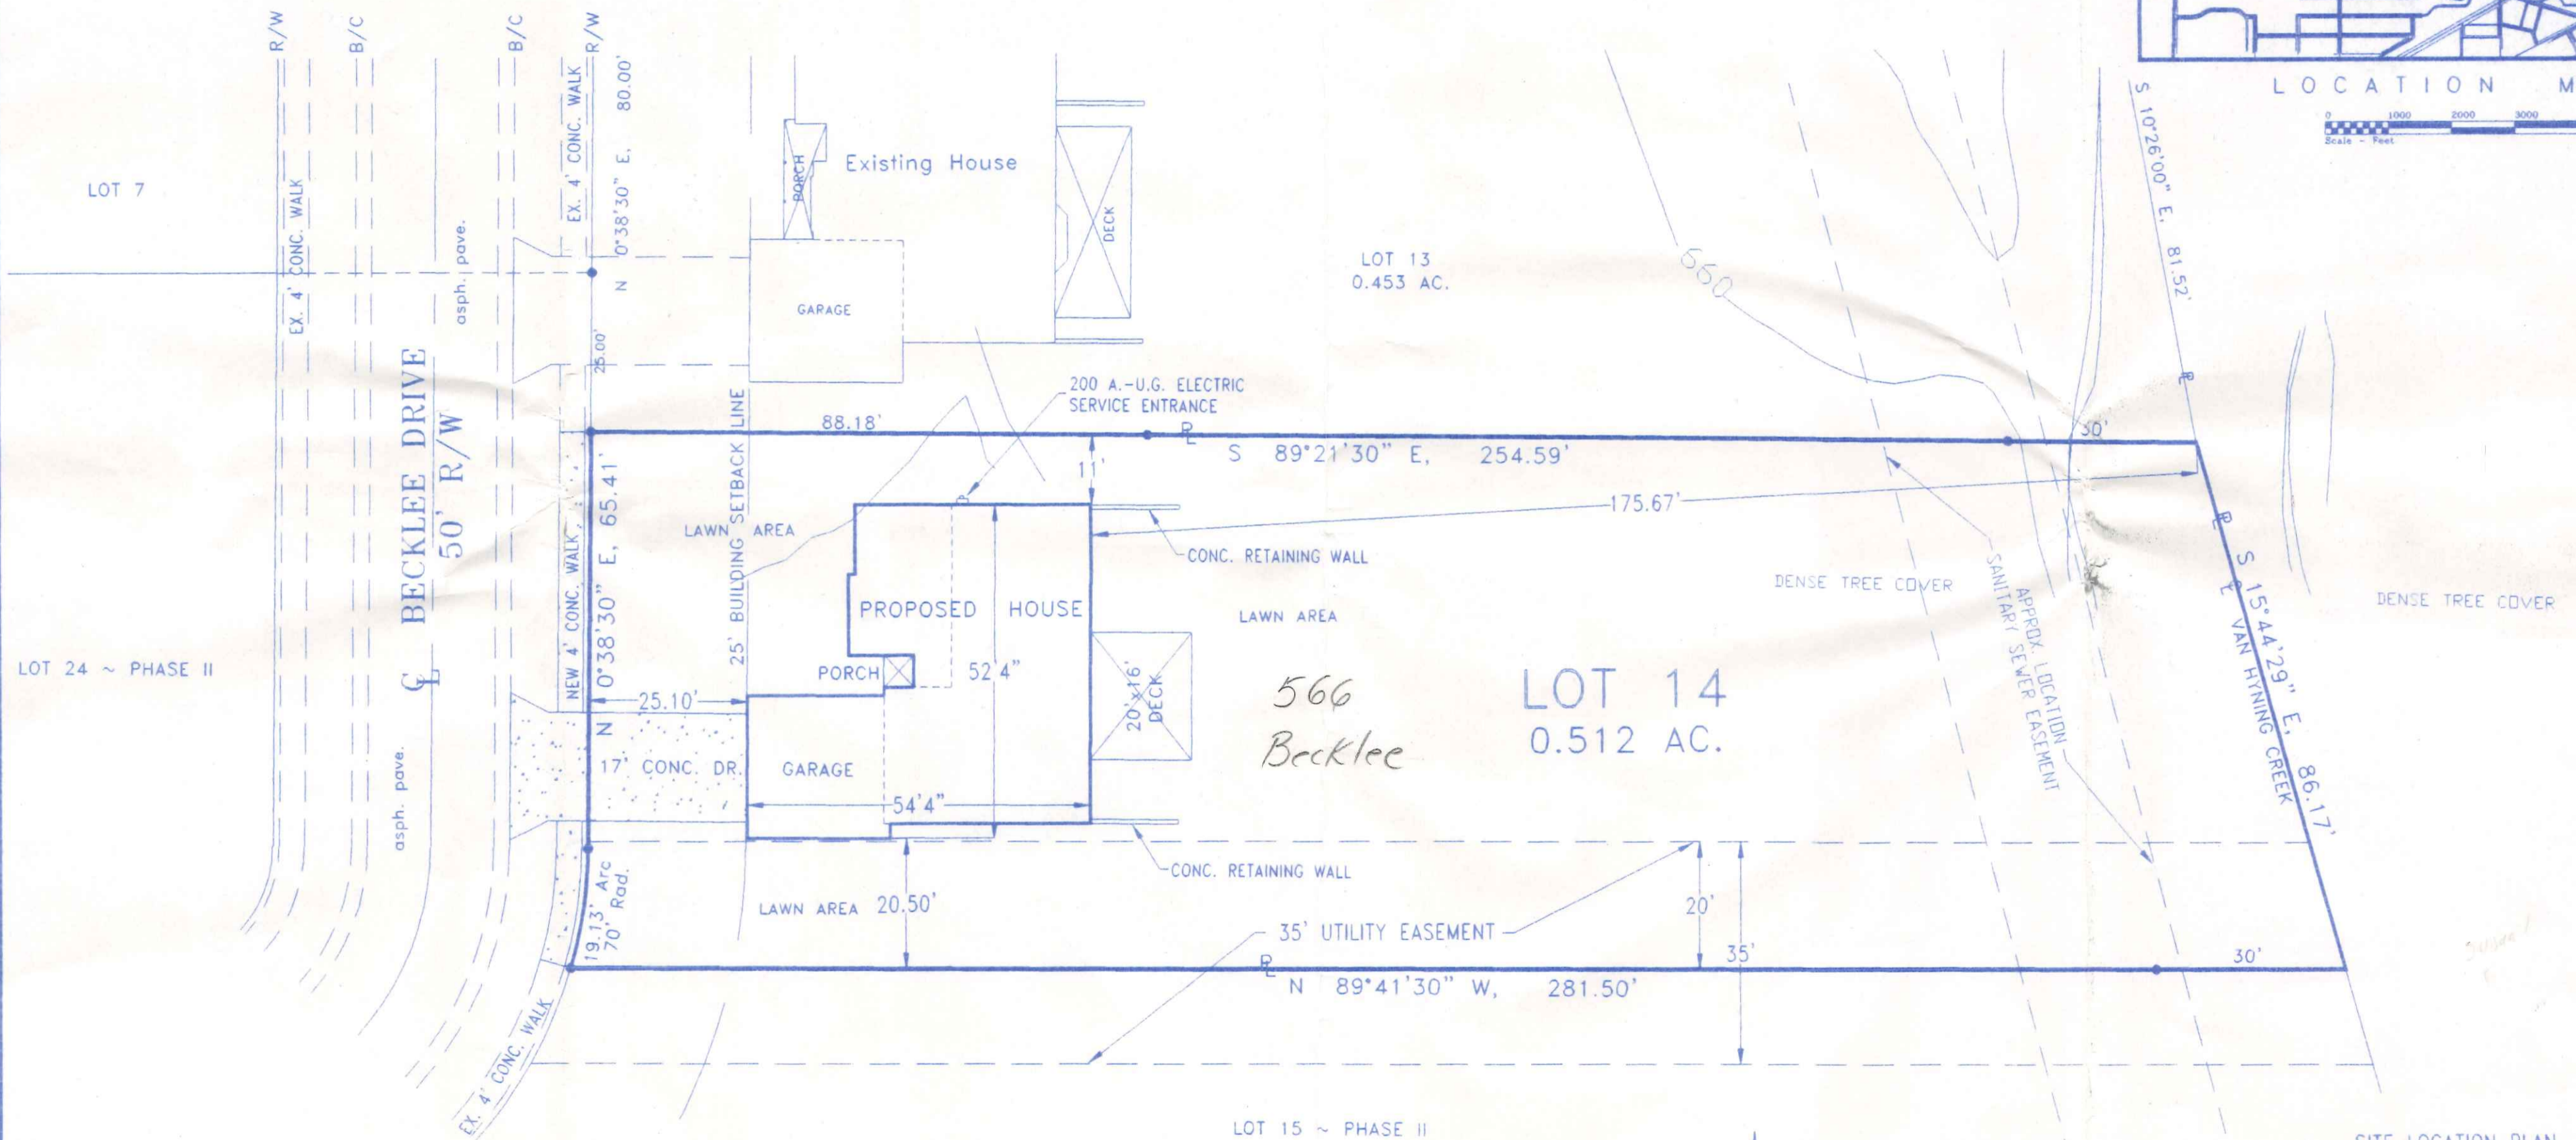 R/W
B/C
B/C
R/W
LOCATION M
0 1000 2000 3000
Scale - Feet
EX. 4' CONC. WALK
EX. 4' CONC. WALK
N 0°38'30" E, 80.00'
S 10°26'00" E, 81.52'
LOT 7
PORCH
Existing House
DECK
asph. pave.
LOT 13
0.453 AC.
660
GARAGE
25.00'
200 A.-U.G. ELECTRIC
SERVICE ENTRANCE
BECKLEE DRIVE
50' R/W
88.18'
S 89°21'30" E, 254.59'
30'
11'
175.67'
N 0°38'30" E, 65.41'
NEW 4' CONC. WALK
25' BUILDING SETBACK LINE
LAWN AREA
CONC. RETAINING WALL
PROPOSED HOUSE
LAWN AREA
DENSE TREE COVER
APPROX. LOCATION
SANITARY SEWER EASEMENT
S 15°44'29" E, 86.17'
VAN HYNING CREEK
DENSE TREE COVER
LOT 24 ~ PHASE II
CL
PORCH
52'4"
20'x16'
DECK
566
Becklee
LOT 14
0.512 AC.
25.10'
17' CONC. DR.
GARAGE
54'4"
asph. pave.
CONC. RETAINING WALL
19.13' Arc
70' Rad.
LAWN AREA 20.50'
35' UTILITY EASEMENT
20'
35'
30'
PL
N 89°41'30" W, 281.50'
EX. 4' CONC. WALK
LOT 15 ~ PHASE II
SITE LOCATION PLAN